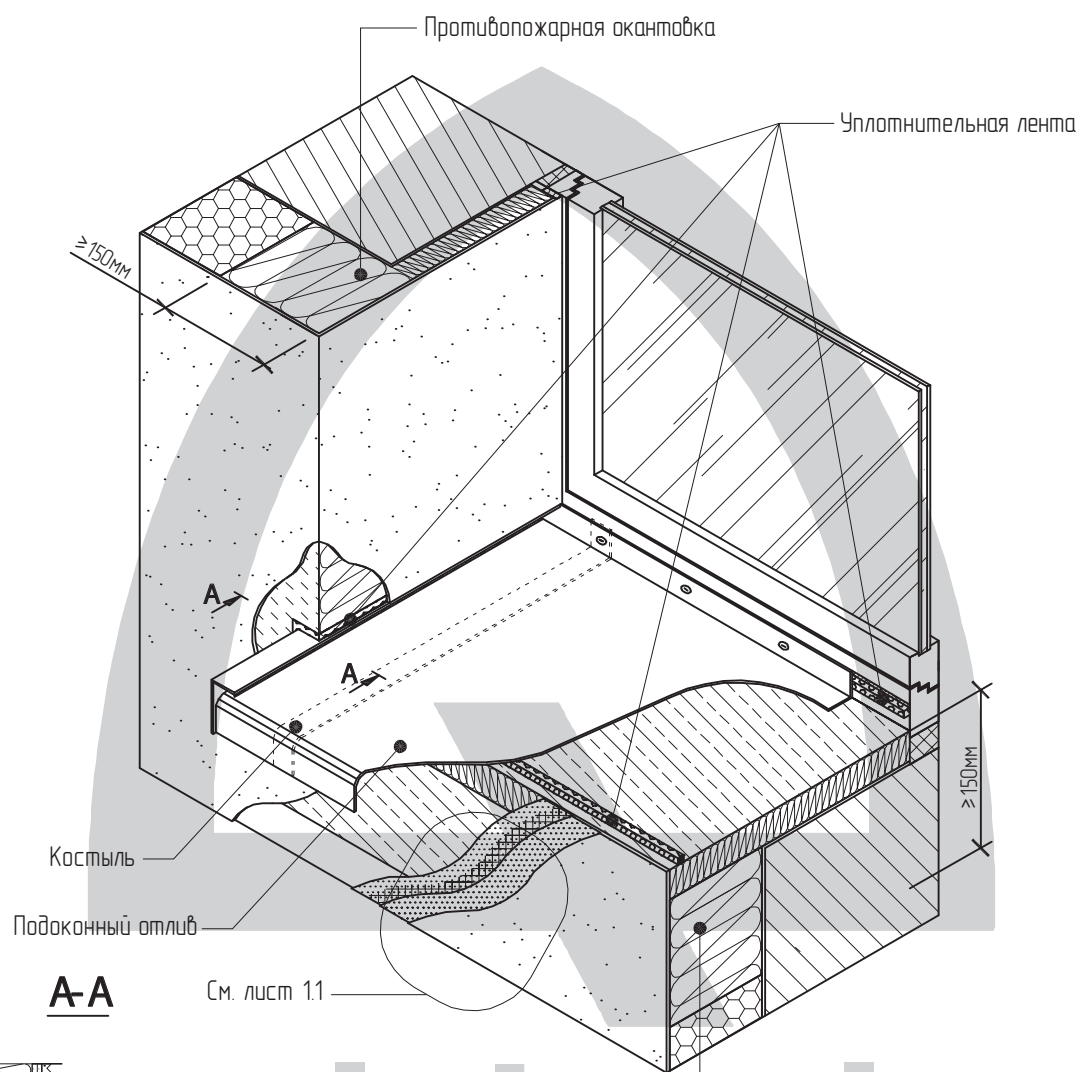 Противопожарная окантовка
Уплотнительная лента
≥150мм
А
А
≥150мм
Костыль
Подоконный отлив
А-А
См. лист 1.1